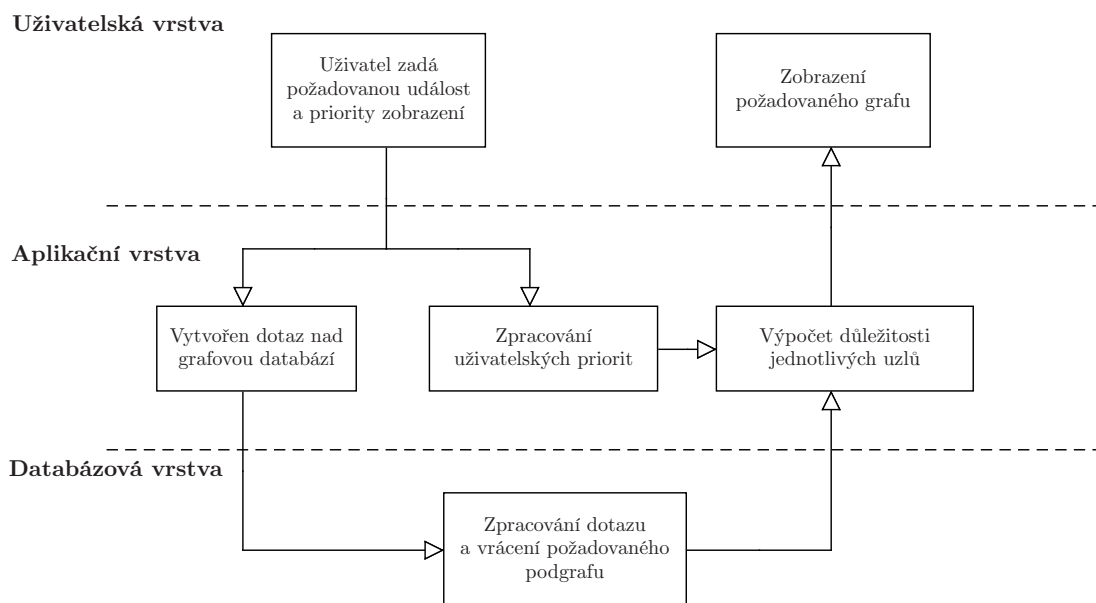 Uživatelská vrstva
Uživatel zadá
požadovanou událost
a priority zobrazení
Zobrazení
požadovaného grafu
Aplikační vrstva
Vytvořen dotaz nad
grafovou databází
Zpracování
uživatelských priorit
Výpočet důležitosti
jednotlivých uzlů
Databázová vrstva
Zpracování dotazu
a vrácení požadovaného
podgrafu